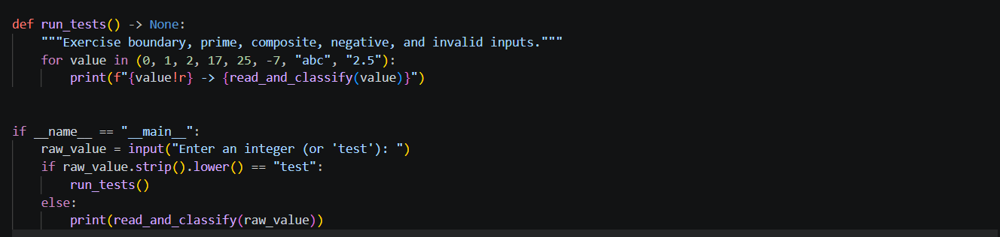 def run_tests() -> None:
    """Exercise boundary, prime, composite, negative, and invalid inputs."""
    for value in (0, 1, 2, 17, 25, -7, "abc", "2.5"):
        print(f"{value!r} -> {read_and_classify(value)}")
if __name__ == "__main__":
    raw_value = input("Enter an integer (or 'test'): ")
    if raw_value.strip().lower() == "test":
        run_tests()
    else:
        print(read_and_classify(raw_value))